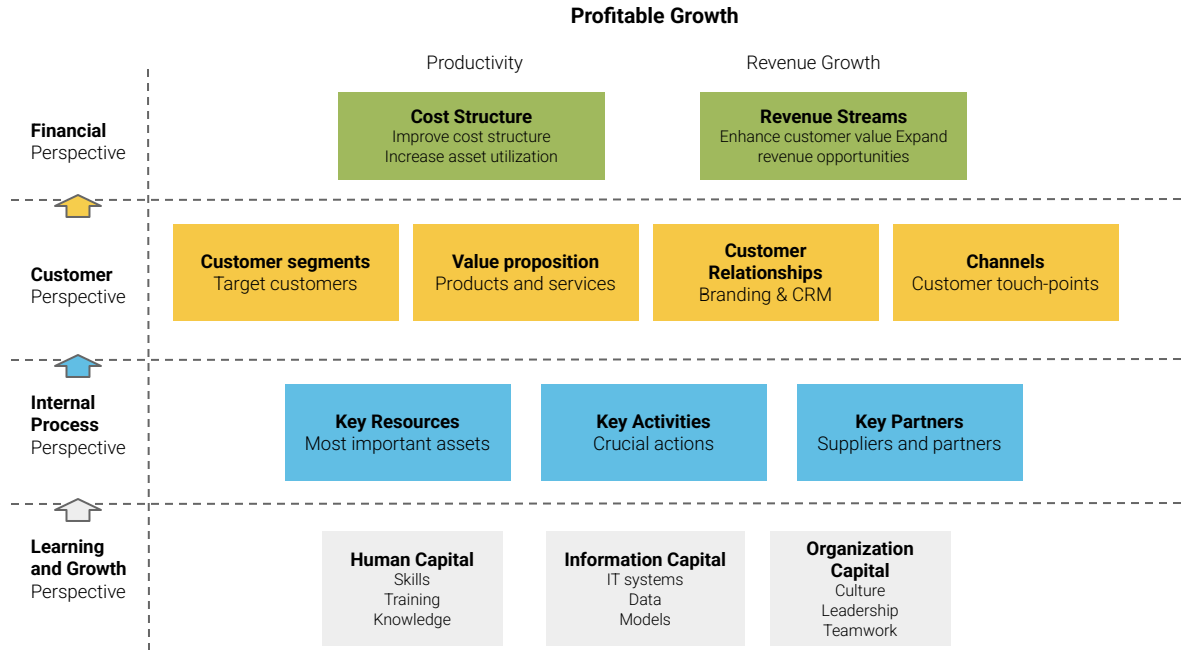 Profitable Growth
Productivity
Revenue Growth
Financial
Perspective
Cost Structure
Improve cost structure
Increase asset utilization
Revenue Streams
Enhance customer value Expand
revenue opportunities
Customer
Perspective
Customer segments
Target customers
Value proposition
Products and services
Customer
Relationships
Branding & CRM
Channels
Customer touch-points
Internal
Process
Perspective
Key Resources
Most important assets
Key Activities
Crucial actions
Key Partners
Suppliers and partners
Learning
and Growth
Perspective
Human Capital
Skills
Training
Knowledge
Information Capital
IT systems
Data
Models
Organization
Capital
Culture
Leadership
Teamwork